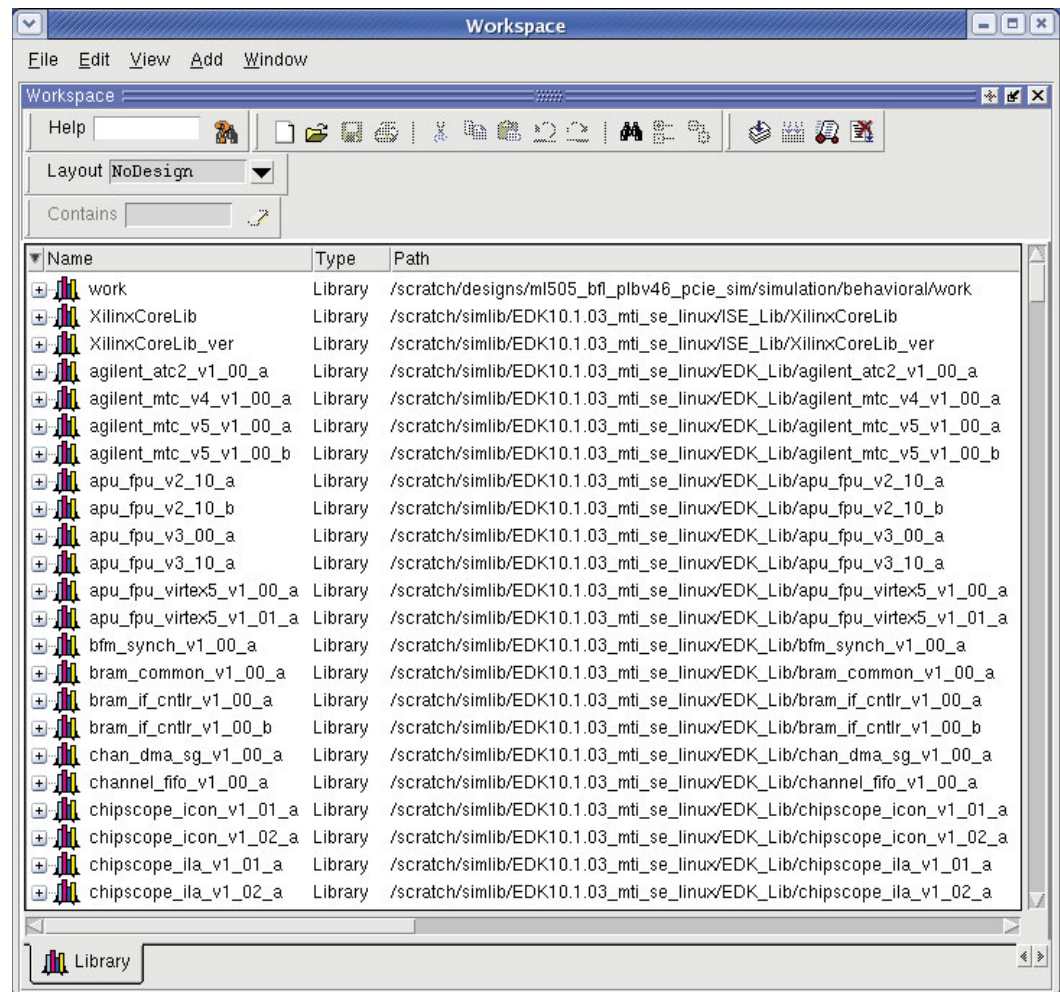 Workspace
File Edit View Add Window
Workspace
Help
Layout NoDesign
Contains
Name Type Path
work Library /scratch/designs/ml505_bfl_plbv46_pcie_sim/simulation/behavioral/work
XilinxCoreLib Library /scratch/simlib/EDK10.1.03_mti_se_linux/ISE_Lib/XilinxCoreLib
XilinxCoreLib_ver Library /scratch/simlib/EDK10.1.03_mti_se_linux/ISE_Lib/XilinxCoreLib_ver
agilent_atc2_v1_00_a Library /scratch/simlib/EDK10.1.03_mti_se_linux/EDK_Lib/agilent_atc2_v1_00_a
agilent_mtc_v4_v1_00_a Library /scratch/simlib/EDK10.1.03_mti_se_linux/EDK_Lib/agilent_mtc_v4_v1_00_a
agilent_mtc_v5_v1_00_a Library /scratch/simlib/EDK10.1.03_mti_se_linux/EDK_Lib/agilent_mtc_v5_v1_00_a
agilent_mtc_v5_v1_00_b Library /scratch/simlib/EDK10.1.03_mti_se_linux/EDK_Lib/agilent_mtc_v5_v1_00_b
apu_fpu_v2_10_a Library /scratch/simlib/EDK10.1.03_mti_se_linux/EDK_Lib/apu_fpu_v2_10_a
apu_fpu_v2_10_b Library /scratch/simlib/EDK10.1.03_mti_se_linux/EDK_Lib/apu_fpu_v2_10_b
apu_fpu_v3_00_a Library /scratch/simlib/EDK10.1.03_mti_se_linux/EDK_Lib/apu_fpu_v3_00_a
apu_fpu_v3_10_a Library /scratch/simlib/EDK10.1.03_mti_se_linux/EDK_Lib/apu_fpu_v3_10_a
apu_fpu_virtex5_v1_00_a Library /scratch/simlib/EDK10.1.03_mti_se_linux/EDK_Lib/apu_fpu_virtex5_v1_00_a
apu_fpu_virtex5_v1_01_a Library /scratch/simlib/EDK10.1.03_mti_se_linux/EDK_Lib/apu_fpu_virtex5_v1_01_a
bfm_synch_v1_00_a Library /scratch/simlib/EDK10.1.03_mti_se_linux/EDK_Lib/bfm_synch_v1_00_a
bram_common_v1_00_a Library /scratch/simlib/EDK10.1.03_mti_se_linux/EDK_Lib/bram_common_v1_00_a
bram_if_cntlr_v1_00_a Library /scratch/simlib/EDK10.1.03_mti_se_linux/EDK_Lib/bram_if_cntlr_v1_00_a
bram_if_cntlr_v1_00_b Library /scratch/simlib/EDK10.1.03_mti_se_linux/EDK_Lib/bram_if_cntlr_v1_00_b
chan_dma_sg_v1_00_a Library /scratch/simlib/EDK10.1.03_mti_se_linux/EDK_Lib/chan_dma_sg_v1_00_a
channel_fifo_v1_00_a Library /scratch/simlib/EDK10.1.03_mti_se_linux/EDK_Lib/channel_fifo_v1_00_a
chipscope_icon_v1_01_a Library /scratch/simlib/EDK10.1.03_mti_se_linux/EDK_Lib/chipscope_icon_v1_01_a
chipscope_icon_v1_02_a Library /scratch/simlib/EDK10.1.03_mti_se_linux/EDK_Lib/chipscope_icon_v1_02_a
chipscope_ila_v1_01_a Library /scratch/simlib/EDK10.1.03_mti_se_linux/EDK_Lib/chipscope_ila_v1_01_a
chipscope_ila_v1_02_a Library /scratch/simlib/EDK10.1.03_mti_se_linux/EDK_Lib/chipscope_ila_v1_02_a
Library